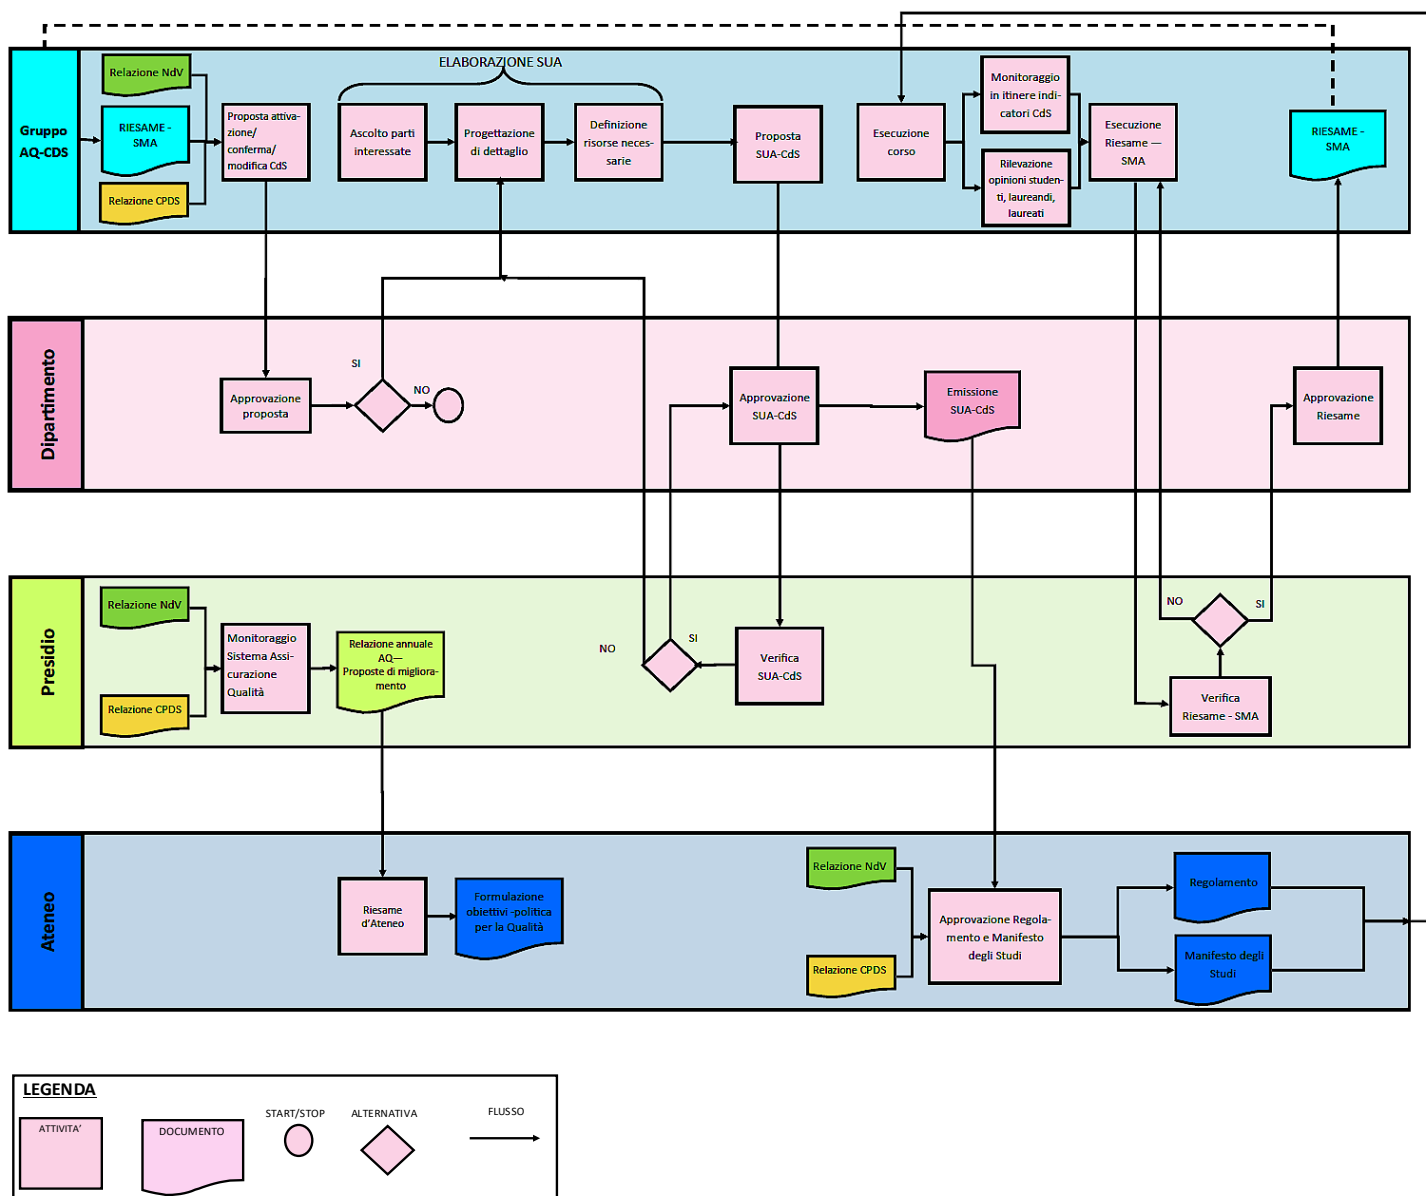 ELABORAZIONE SUA
Gruppo
AQ-CDS
Relazione NdV
RIESAME -
SMA
Relazione CPDS
Proposta attiva-
zione/
conferma/
modifica CdS
Ascolto parti
interessate
Progettazione
di dettaglio
Definizione
risorse neces-
sarie
Proposta
SUA-CdS
Esecuzione
corso
Monitoraggio
in itinere indi-
catori CdS
Rilevazione
opinioni studen-
ti, laureandi,
laureati
Esecuzione
Riesame —
SMA
RIESAME -
SMA
Dipartimento
Approvazione
proposta
SI
NO
Approvazione
SUA-CdS
Emissione
SUA-CdS
Approvazione
Riesame
Presidio
Relazione NdV
Relazione CPDS
Monitoraggio
Sistema Assi-
curazione
Qualità
Relazione annuale
AQ—
Proposte di migliora-
mento
NO
SI
Verifica
SUA-CdS
NO
SI
Verifica
Riesame - SMA
Ateneo
Riesame
d'Ateneo
Formulazione
obiettivi -politica
per la Qualità
Relazione NdV
Relazione CPDS
Approvazione Regola-
mento e Manifesto
degli Studi
Regolamento
Manifesto degli
Studi
LEGENDA
ATTIVITA'
DOCUMENTO
START/STOP
ALTERNATIVA
FLUSSO